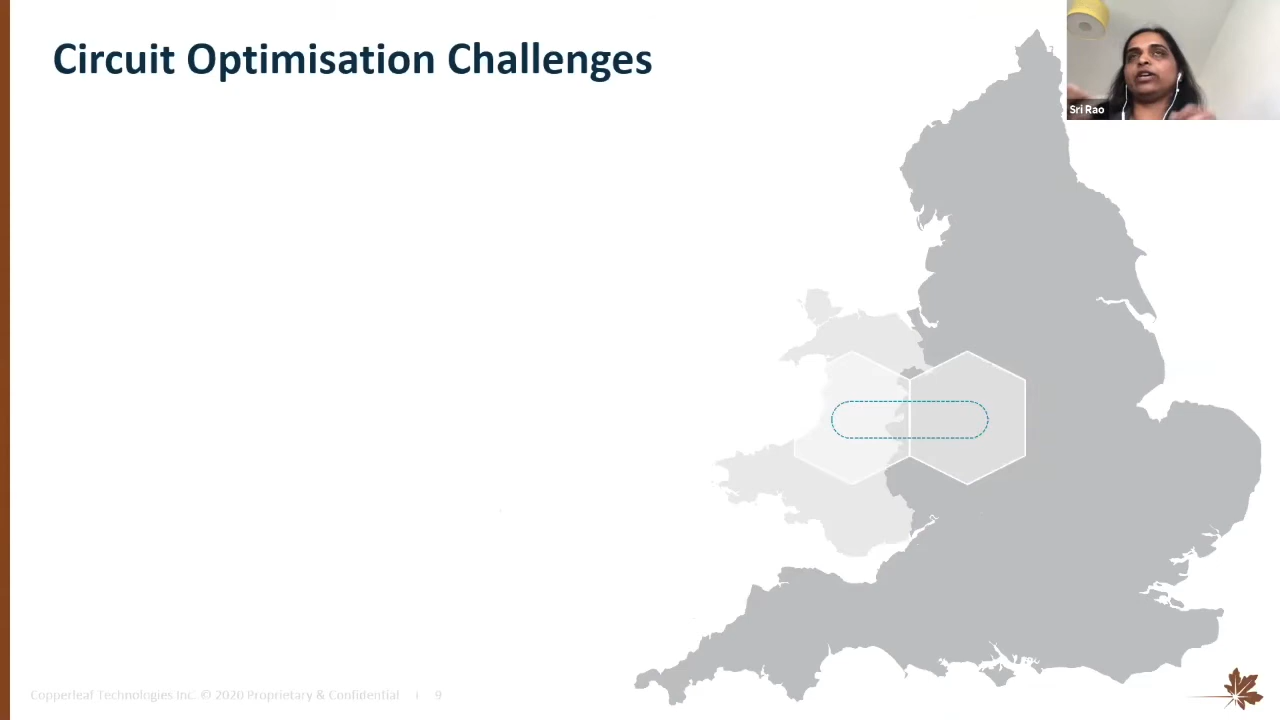 Circuit Optimisation Challenges
Sri Rao
Copperleaf Technologies Inc. © 2020 Proprietary & Confidential | 9